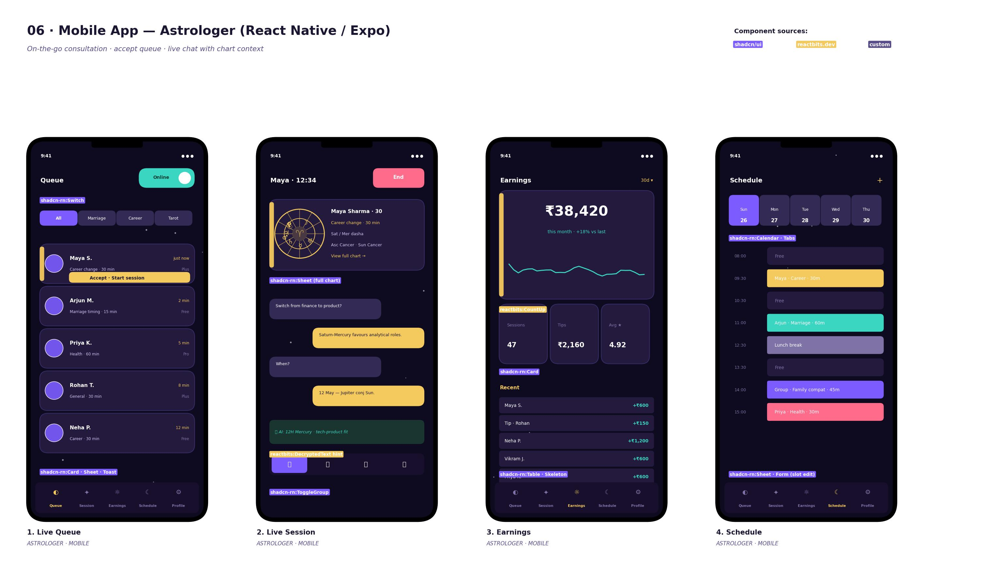 06 · Mobile App — Astrologer (React Native / Expo)
On-the-go consultation · accept queue · live chat with chart context
Component sources:
shadcn/ui reactbits.dev custom
9:41
Queue Online
shadcn-rn:Switch
All Marriage Career Tarot
Maya S. just now
Career change · 30 min Plus
Accept · Start session
Arjun M. 2 min
Marriage timing · 15 min Free
Priya K. 5 min
Health · 60 min Pro
Rohan T. 8 min
General · 30 min Plus
Neha P. 12 min
Career · 30 min Free
shadcn-rn:Card · Sheet · Toast
Queue Session Earnings Schedule Profile
1. Live Queue
ASTROLOGER · MOBILE
9:41
Maya · 12:34 End
Maya Sharma · 30
Career change · 30 min
Sat / Mer dasha
Asc Cancer · Sun Cancer
View full chart →
shadcn-rn:Sheet (full chart)
Switch from finance to product?
Saturn-Mercury favours analytical roles.
When?
12 May — Jupiter conj Sun.
AI: 12H Mercury · tech-product fit
reactbits:DecryptedText hint
shadcn-rn:ToggleGroup
2. Live Session
ASTROLOGER · MOBILE
9:41
Earnings 30d ▾
₹38,420
this month · +18% vs last
reactbits:CountUp
Sessions Tips Avg ★
47 ₹2,160 4.92
shadcn-rn:Card
Recent
Maya S. +₹600
Tip · Rohan +₹150
Neha P. +₹1,200
Vikram J. +₹600
shadcn-rn:Table · Skeleton
+₹600
Queue Session Earnings Schedule Profile
3. Earnings
ASTROLOGER · MOBILE
9:41
Schedule +
Sun Mon Tue Wed Thu
26 27 28 29 30
shadcn-rn:Calendar · Tabs
08:00 Free
09:30 Maya · Career · 30m
10:30 Free
11:00 Arjun · Marriage · 60m
12:30 Lunch break
13:30 Free
14:00 Group · Family compat · 45m
15:00 Priya · Health · 30m
shadcn-rn:Sheet · Form (slot edit)
Queue Session Earnings Schedule Profile
4. Schedule
ASTROLOGER · MOBILE